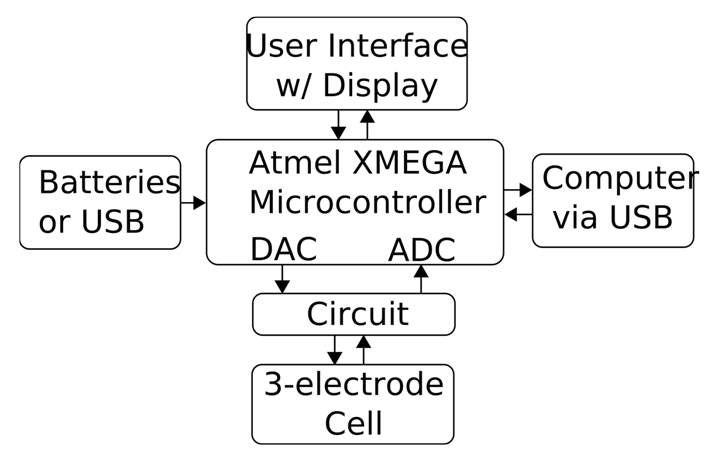 User Interface
w/ Display
Batteries
or USB
Atmel XMEGA
Microcontroller
DAC ADC
Computer
via USB
Circuit
3-electrode
Cell